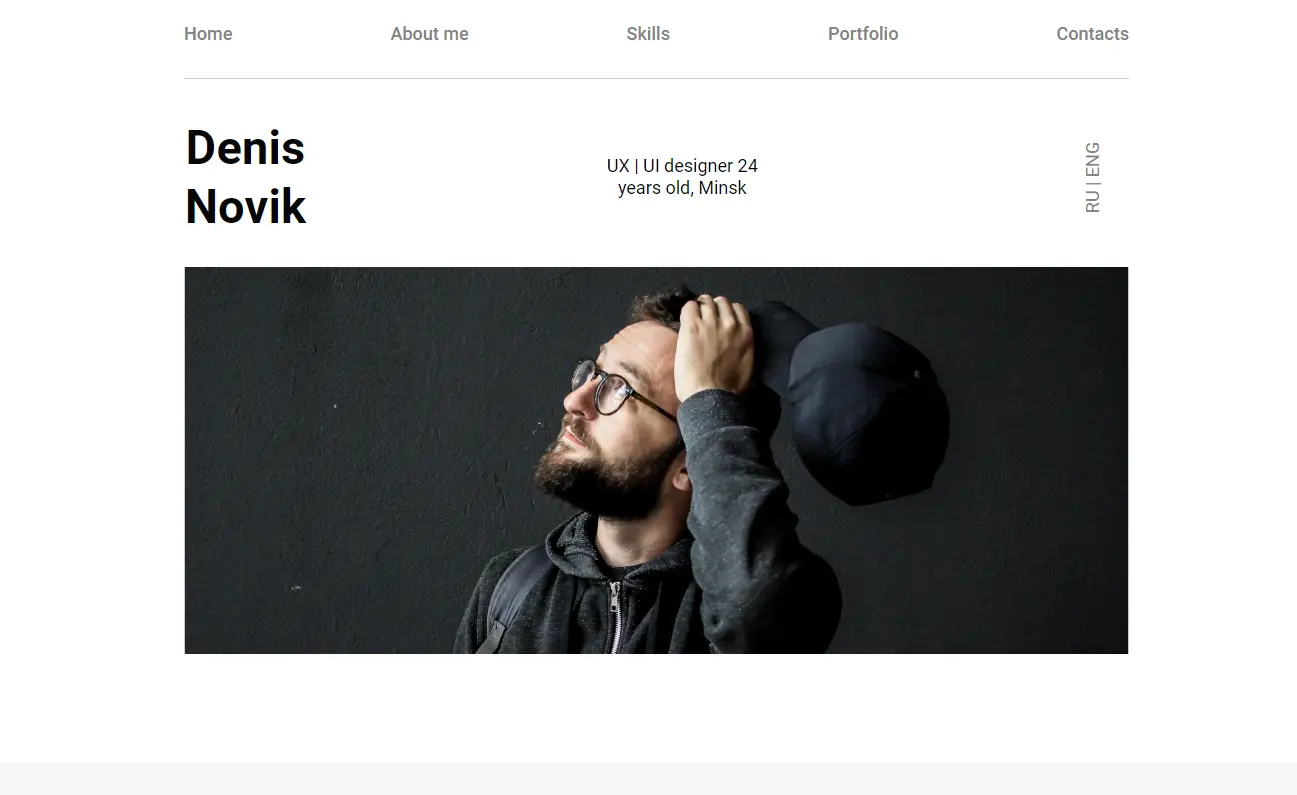 Home
About me
Skills
Portfolio
Contacts
Denis
Novik
UX | UI designer 24
years old, Minsk
RU | ENG